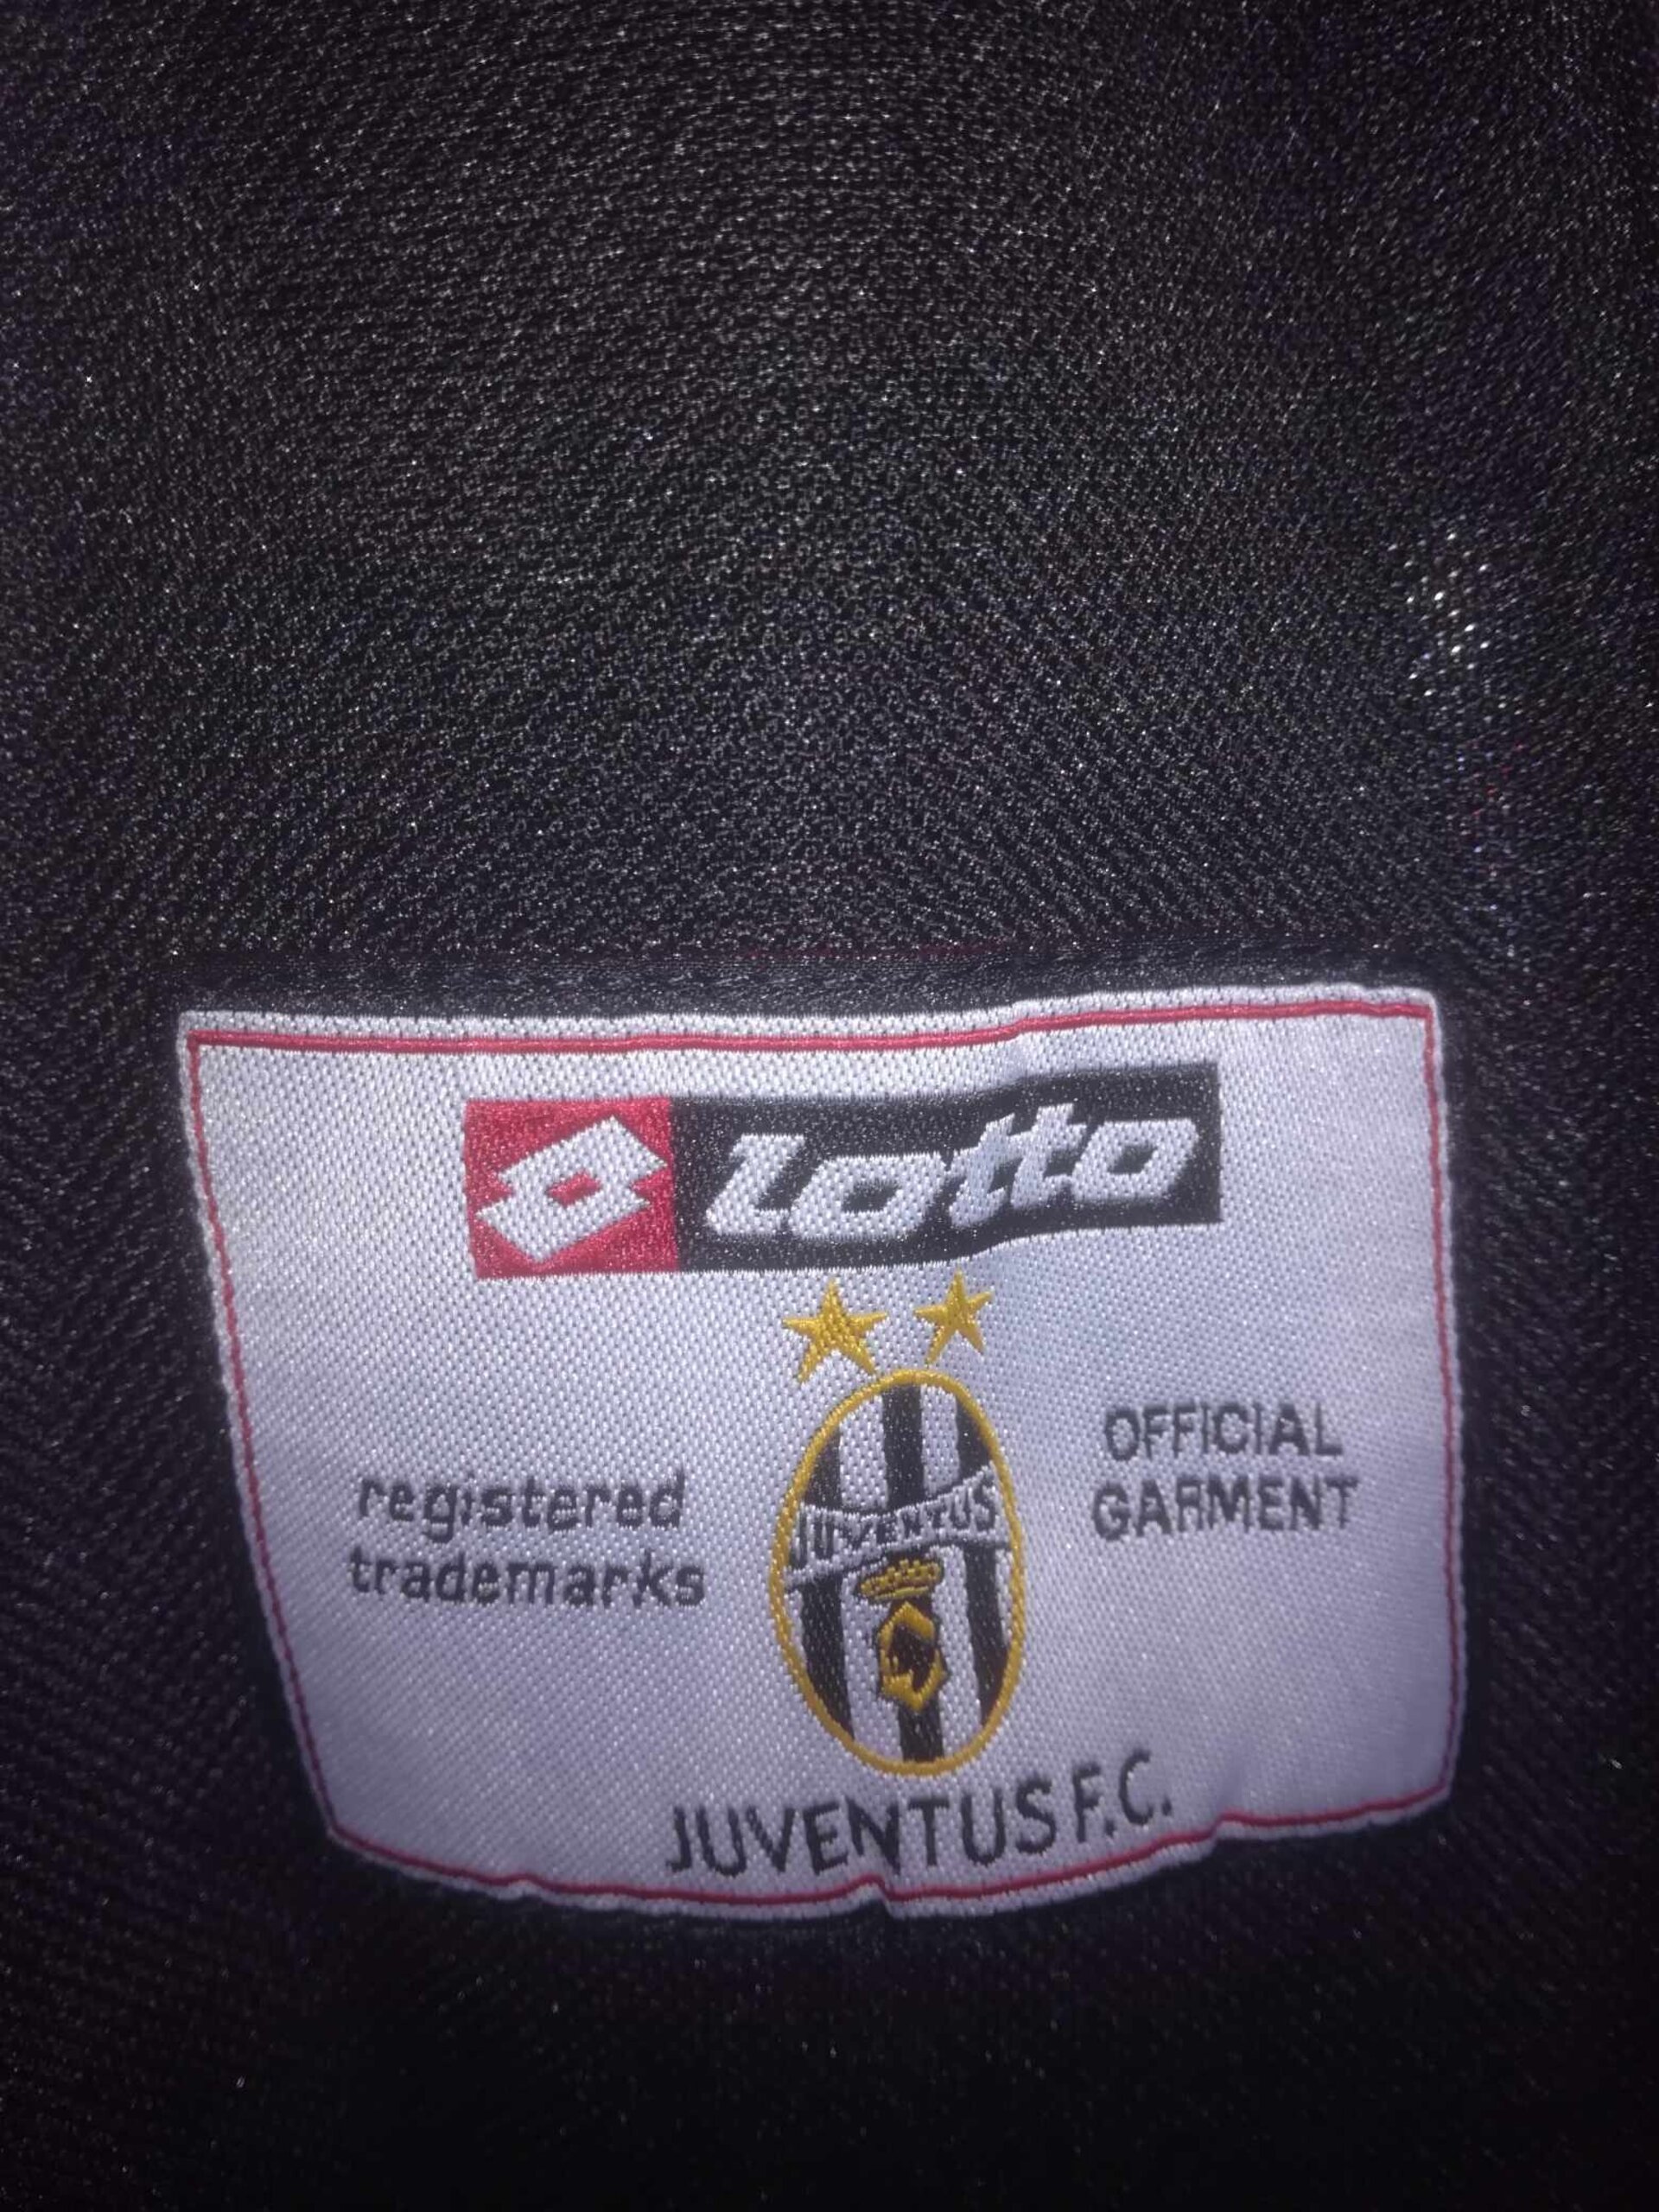 lotto
JUVENTUS
registered
trademarks
OFFICIAL
GARMENT
JUVENTUS F.C.